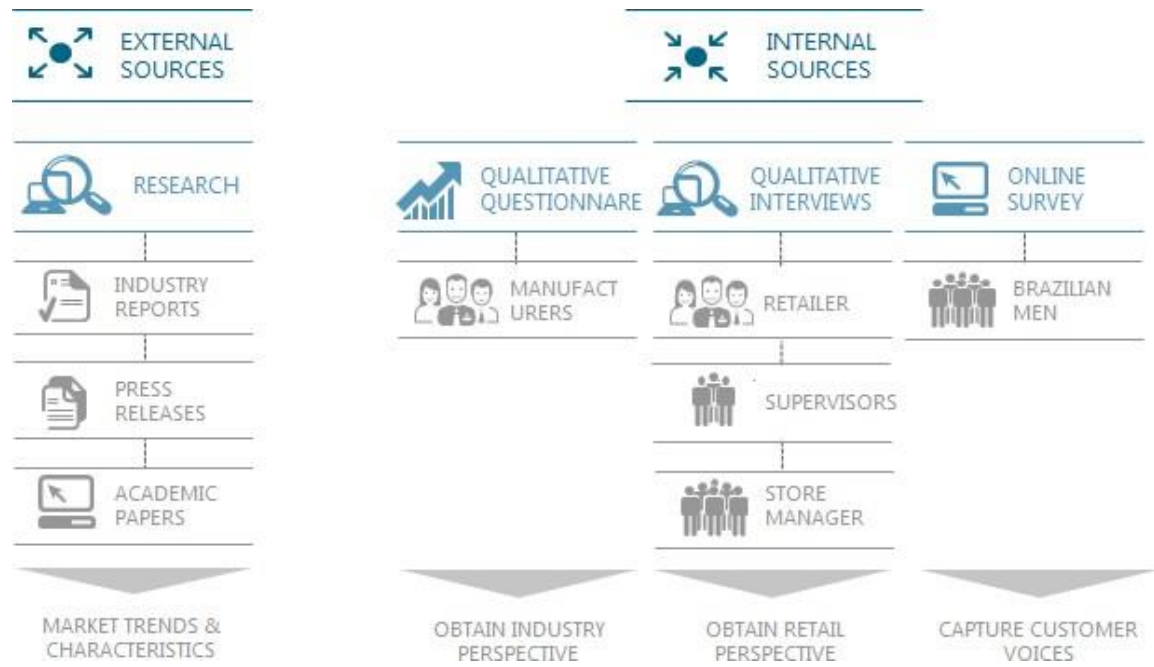 EXTERNAL
SOURCES
INTERNAL
SOURCES
RESEARCH
INDUSTRY
REPORTS
PRESS
RELEASES
ACADEMIC
PAPERS
MARKET TRENDS &
CHARACTERISTICS
QUALITATIVE
QUESTIONNARE
MANUFACT
URERS
OBTAIN INDUSTRY
PERSPECTIVE
QUALITATIVE
INTERVIEWS
RETAILER
SUPERVISORS
STORE
MANAGER
OBTAIN RETAIL
PERSPECTIVE
ONLINE
SURVEY
BRAZILIAN
MEN
CAPTURE CUSTOMER
VOICES